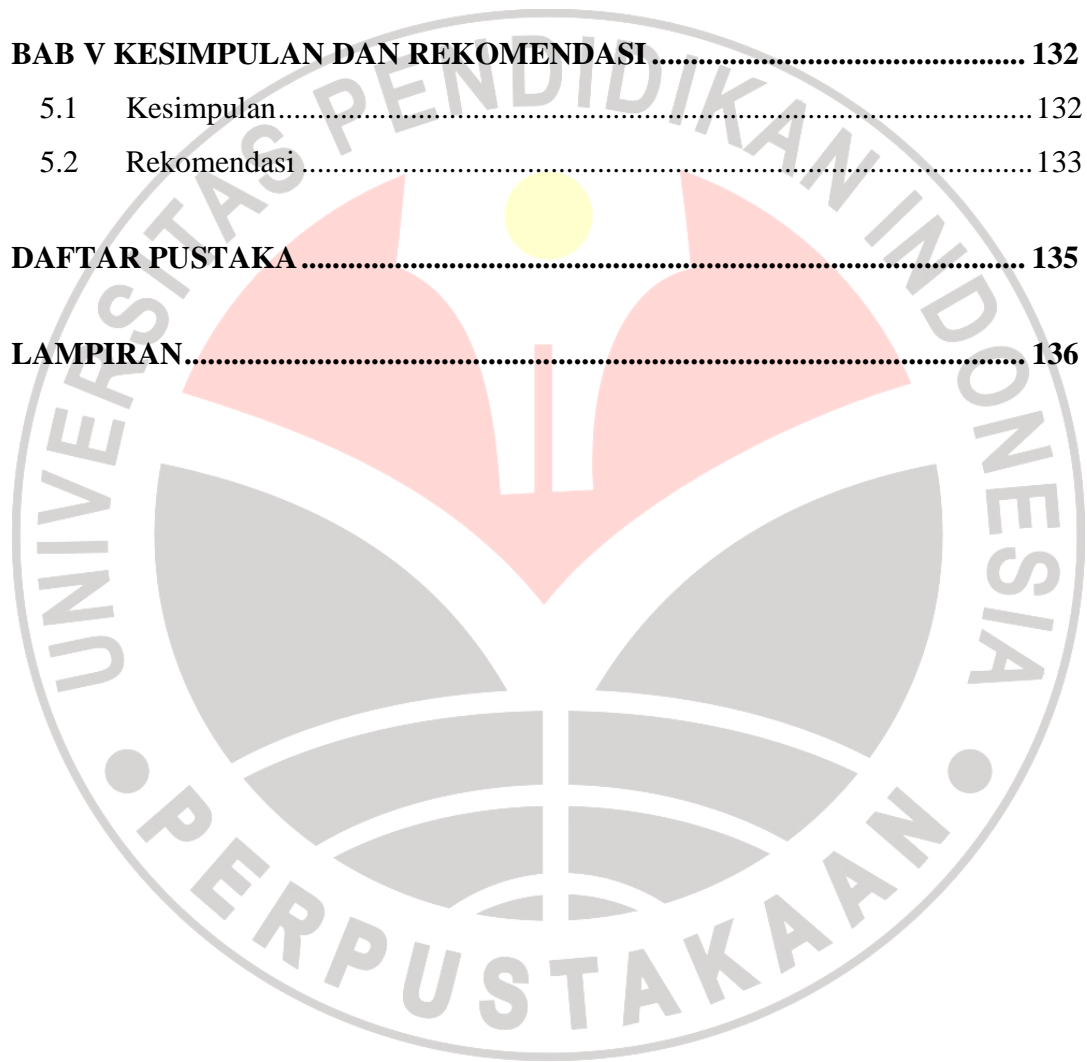 BAB V KESIMPULAN DAN REKOMENDASI ................................................ 132
5.1 Kesimpulan.................................................................................................132
5.2 Rekomendasi ..............................................................................................133
DAFTAR PUSTAKA ............................................................................................. 135
LAMPIRAN............................................................................................................ 136
UNIVERSITAS PENDIDIKAN INDONESIA
PERPUSTAKAAN